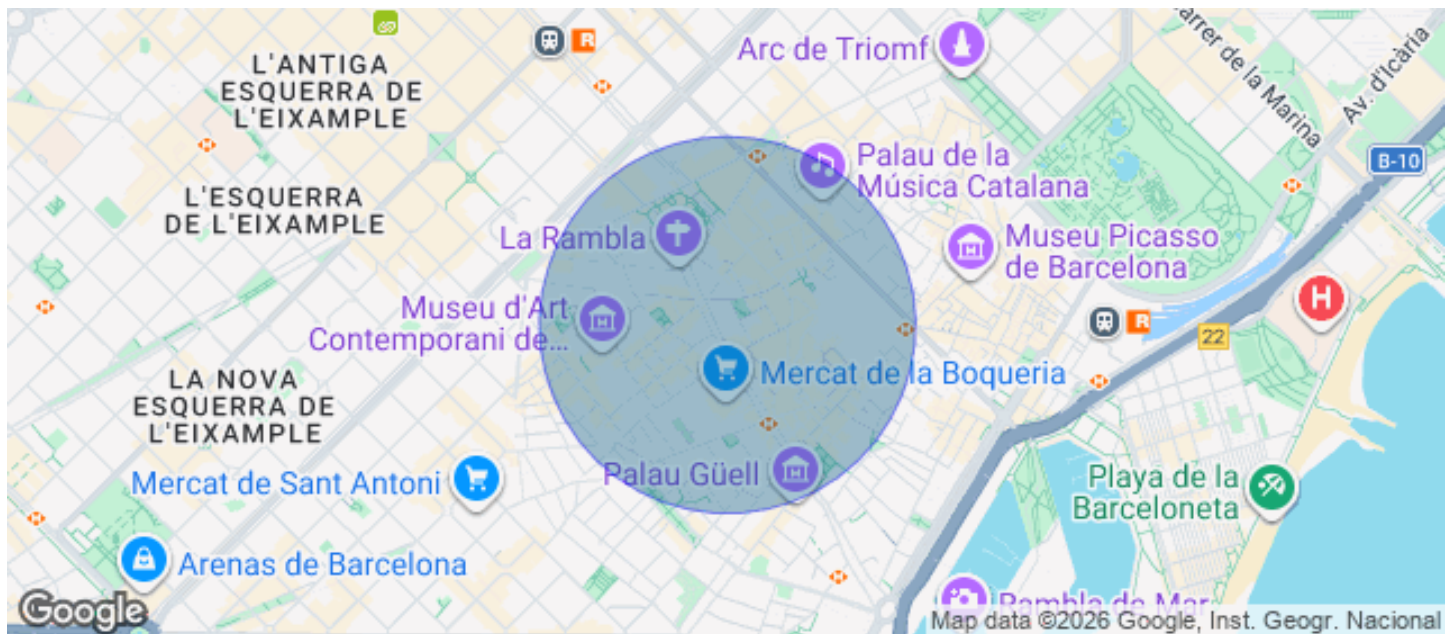 L'ANTIGA
ESQUERRA DE
L'EIXAMPLE
R
Arc de Triomf
Carrer de la Marina
Av. d'Icària
B-10
L'ESQUERRA
DE L'EIXAMPLE
Palau de la
Música Catalana
La Rambla
Museu Picasso
de Barcelona
H
Museu d'Art
Contemporani de...
R
22
Mercat de la Boqueria
LA NOVA
ESQUERRA DE
L'EIXAMPLE
Mercat de Sant Antoni
Palau Güell
Playa de la
Barceloneta
Arenas de Barcelona
Rambla de Mar
Google
Map data ©2026 Google, Inst. Geogr. Nacional